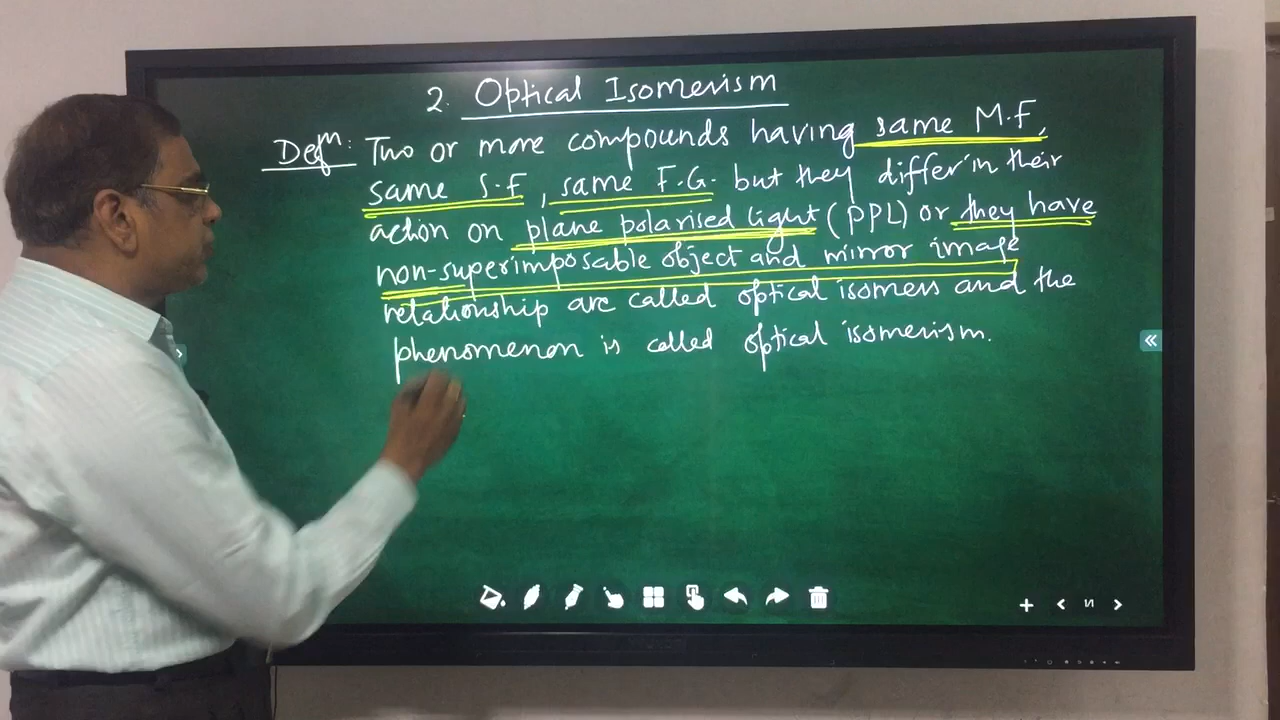 2. Optical Isomerism
Defn: Two or more compounds having same M.F,
same S.F, same F.G. but they differ in their
action on plane polarised light (PPL) or they have
non-superimposable object and mirror image
relationship are called optical isomers and the
phenomenon is called optical isomerism.